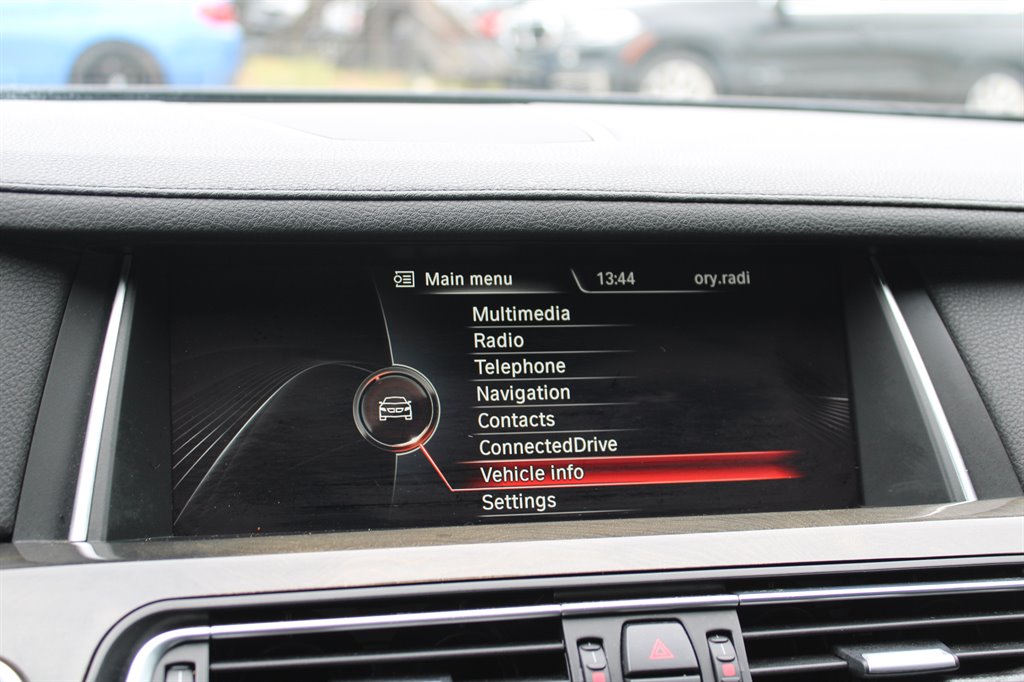 Main menu 13:44 ory.radi
Multimedia
Radio
Telephone
Navigation
Contacts
ConnectedDrive
Vehicle info
Settings